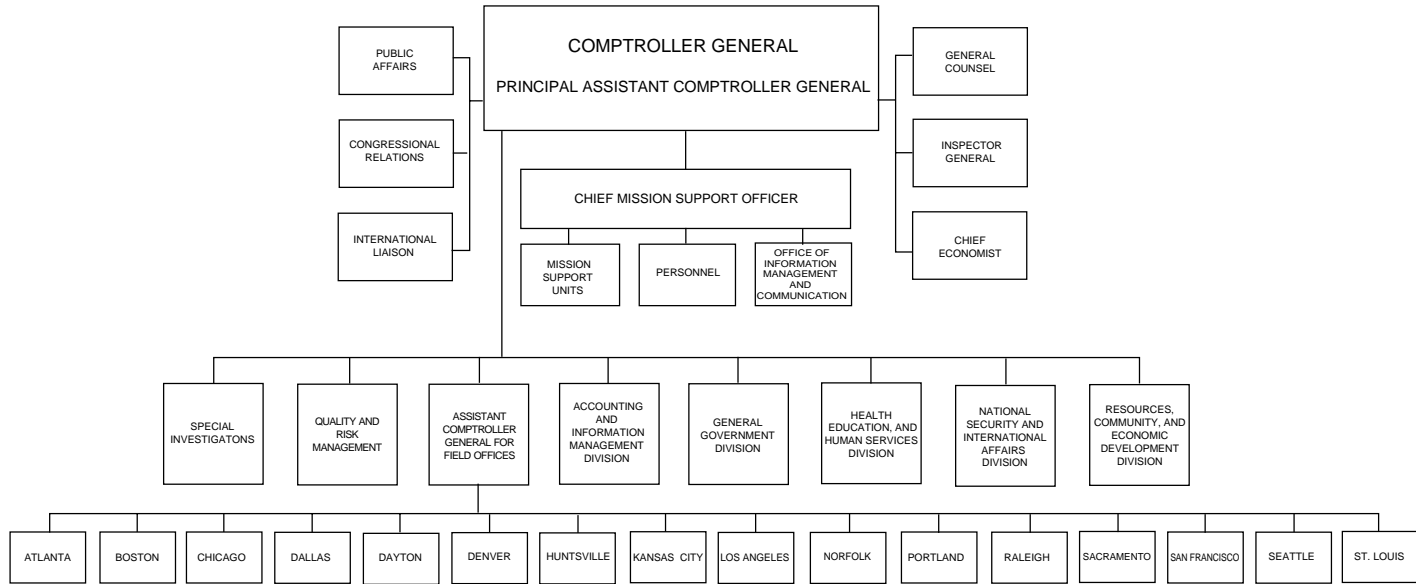 COMPTROLLER GENERAL
PRINCIPAL ASSISTANT COMPTROLLER GENERAL
PUBLIC
AFFAIRS
CONGRESSIONAL
RELATIONS
INTERNATIONAL
LIAISON
GENERAL
COUNSEL
INSPECTOR
GENERAL
CHIEF
ECONOMIST
CHIEF MISSION SUPPORT OFFICER
MISSION
SUPPORT
UNITS
PERSONNEL
OFFICE OF
INFORMATION
MANAGEMENT
AND
COMMUNICATION
SPECIAL
INVESTIGATONS
QUALITY AND
RISK
MANAGEMENT
ASSISTANT
COMPTROLLER
GENERAL FOR
FIELD OFFICES
ACCOUNTING
AND
INFORMATION
MANAGEMENT
DIVISION
GENERAL
GOVERNMENT
DIVISION
HEALTH
EDUCATION, AND
HUMAN SERVICES
DIVISION
NATIONAL
SECURITY AND
INTERNATIONAL
AFFAIRS
DIVISION
RESOURCES,
COMMUNITY, AND
ECONOMIC
DEVELOPMENT
DIVISION
ATLANTA
BOSTON
CHICAGO
DALLAS
DAYTON
DENVER
HUNTSVILLE
KANSAS CITY
LOS ANGELES
NORFOLK
PORTLAND
RALEIGH
SACRAMENTO
SAN FRANCISCO
SEATTLE
ST. LOUIS